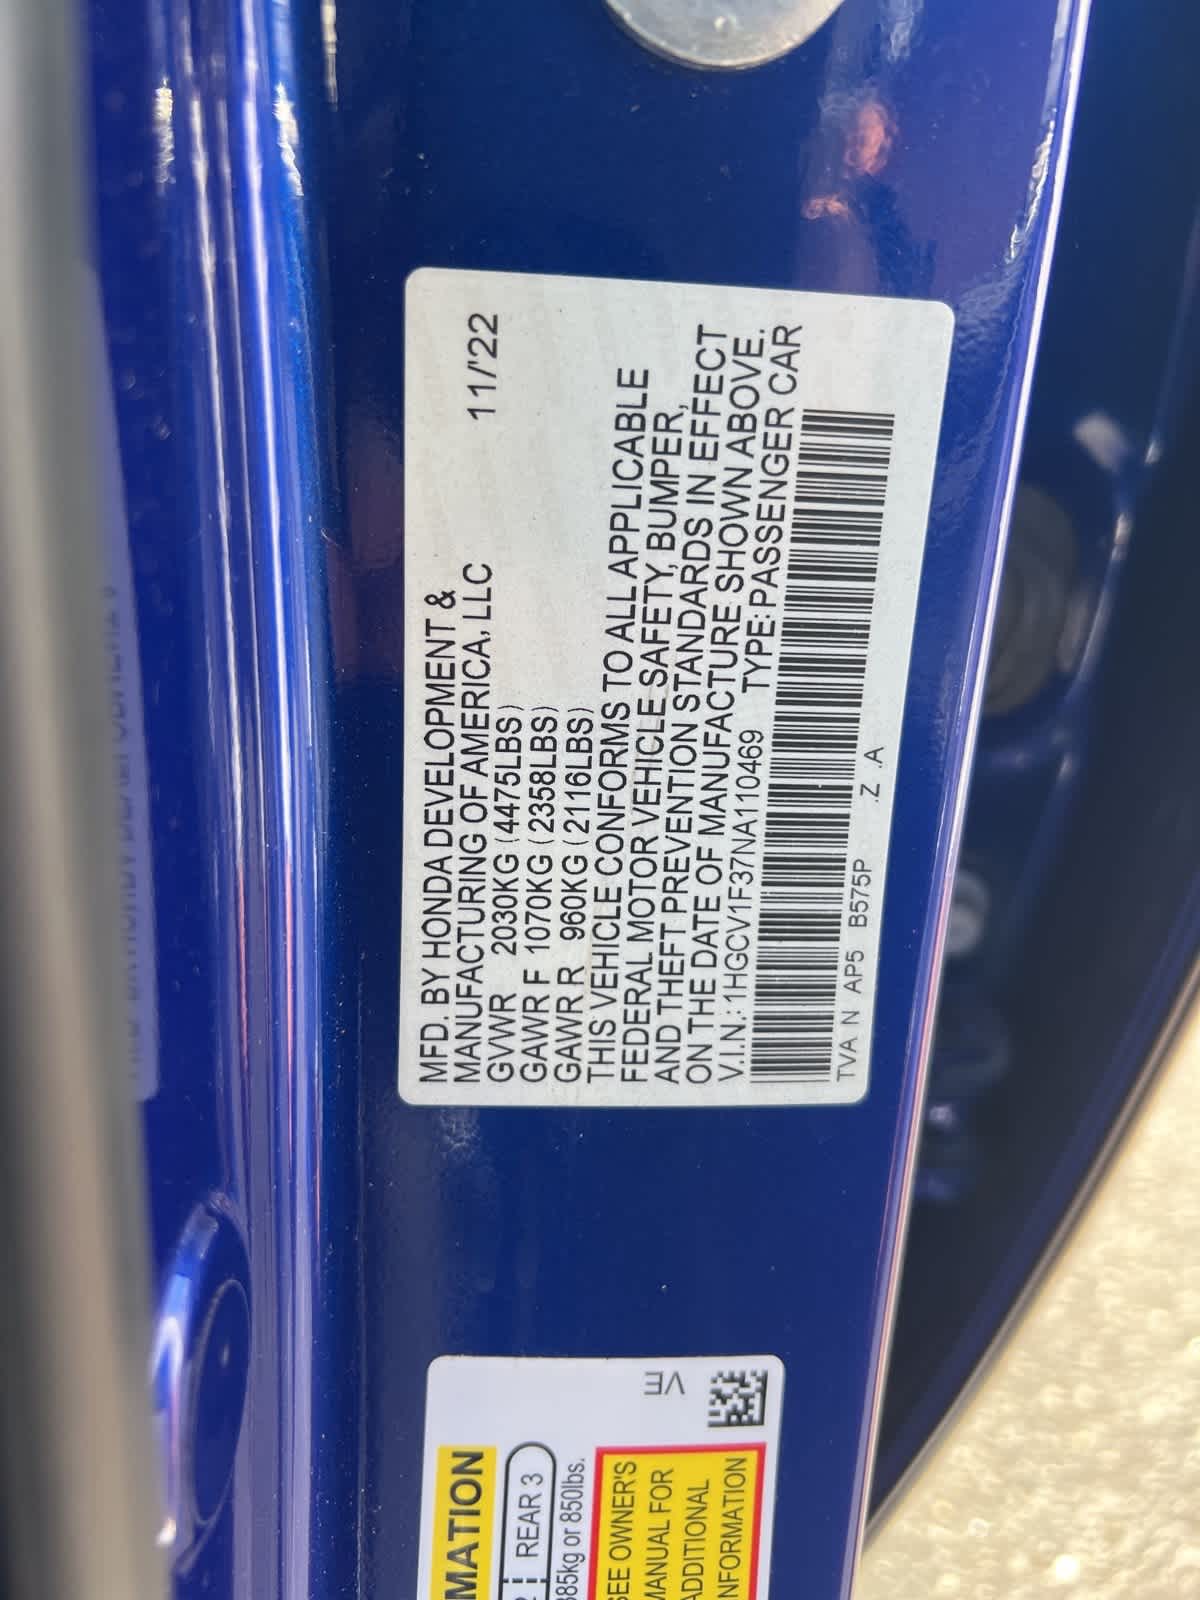 MFD. BY HONDA DEVELOPMENT &
MANUFACTURING OF AMERICA, LLC 11/'22
GVWR 2030KG (4475LBS)
GAWR F 1070KG (2358LBS)
GAWR R 960KG (2116LBS)
THIS VEHICLE CONFORMS TO ALL APPLICABLE
FEDERAL MOTOR VEHICLE SAFETY, BUMPER,
AND THEFT PREVENTION STANDARDS IN EFFECT
ON THE DATE OF MANUFACTURE SHOWN ABOVE.
V.I.N.: 1HGCV1F37NA110469 TYPE: PASSENGER CAR
TVA N AP5 B575P .Z .A
VE
MATION
2 REAR 3
385kg or 850lbs.
SEE OWNER'S
MANUAL FOR
ADDITIONAL
NFORMATION